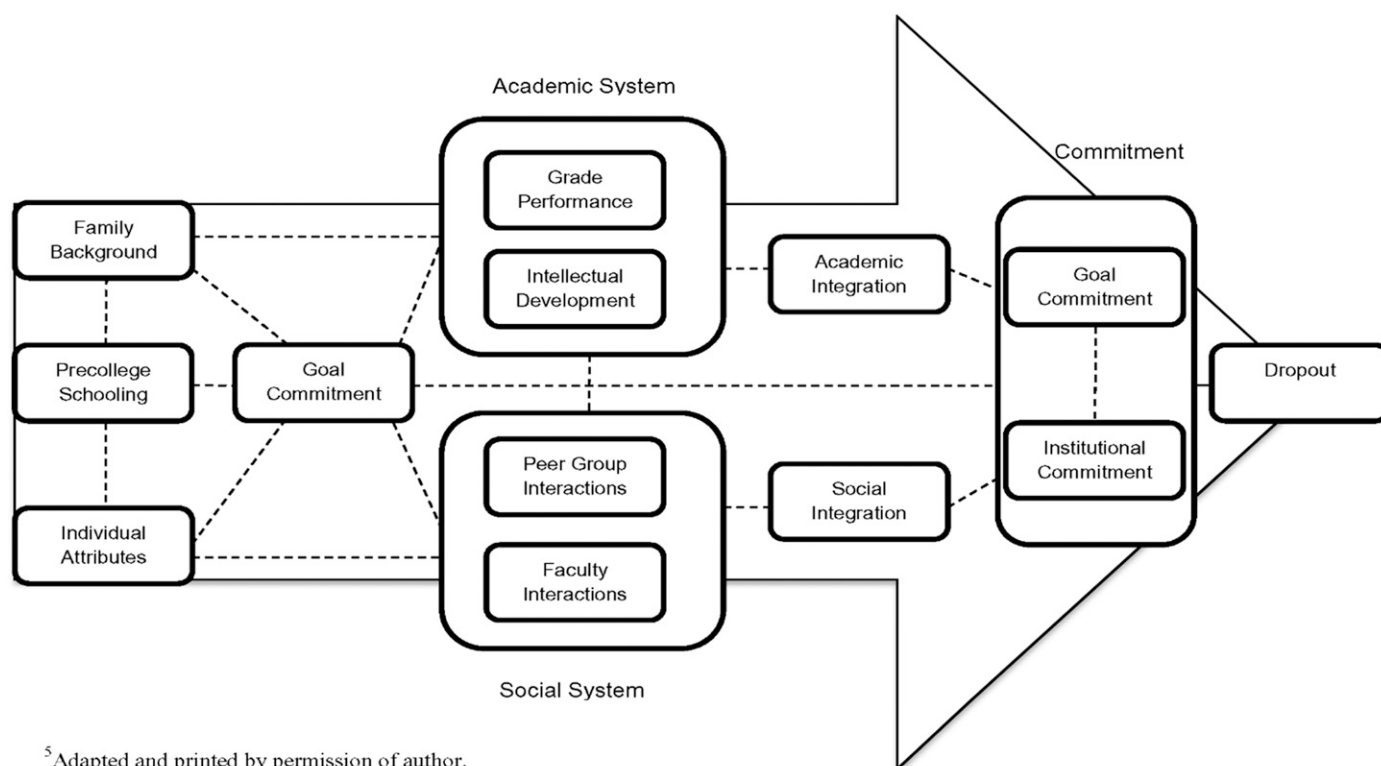 Academic System
Commitment
Grade
Performance
Family
Background
Intellectual
Development
Academic
Integration
Goal
Commitment
Precollege
Schooling
Goal
Commitment
Dropout
Peer Group
Interactions
Social
Integration
Institutional
Commitment
Individual
Attributes
Faculty
Interactions
Social System
5Adapted and printed by permission of author.